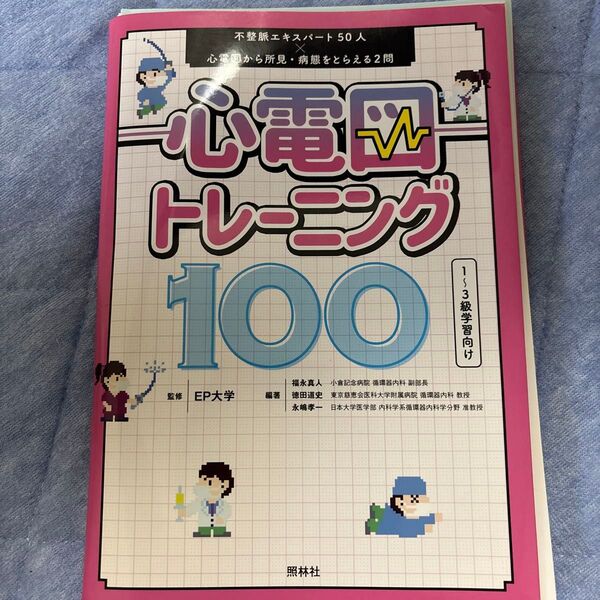 不整脈エキスパート50人
×
心電図から所見・病態をとらえる2問
心電図
トレーニング
100
1〜3級学習向け
監修 EP大学
編著
福永真人 小倉記念病院 循環器内科 副部長
徳田道史 東京慈恵会医科大学附属病院 循環器内科 教授
永嶋孝一 日本大学医学部 内科学系循環器内科学分野 准教授
照林社